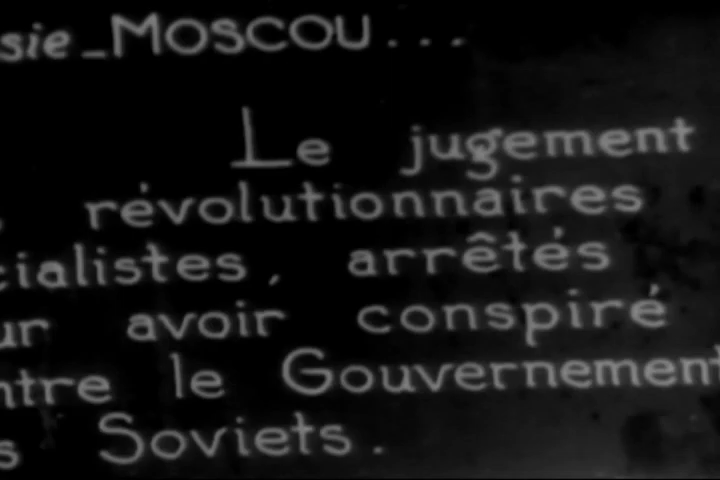 sie_MOSCOU...
Le jugement
révolutionnaires
cialistes, arrêtés
ur avoir conspiré
ntre le Gouvernement
s Soviets.